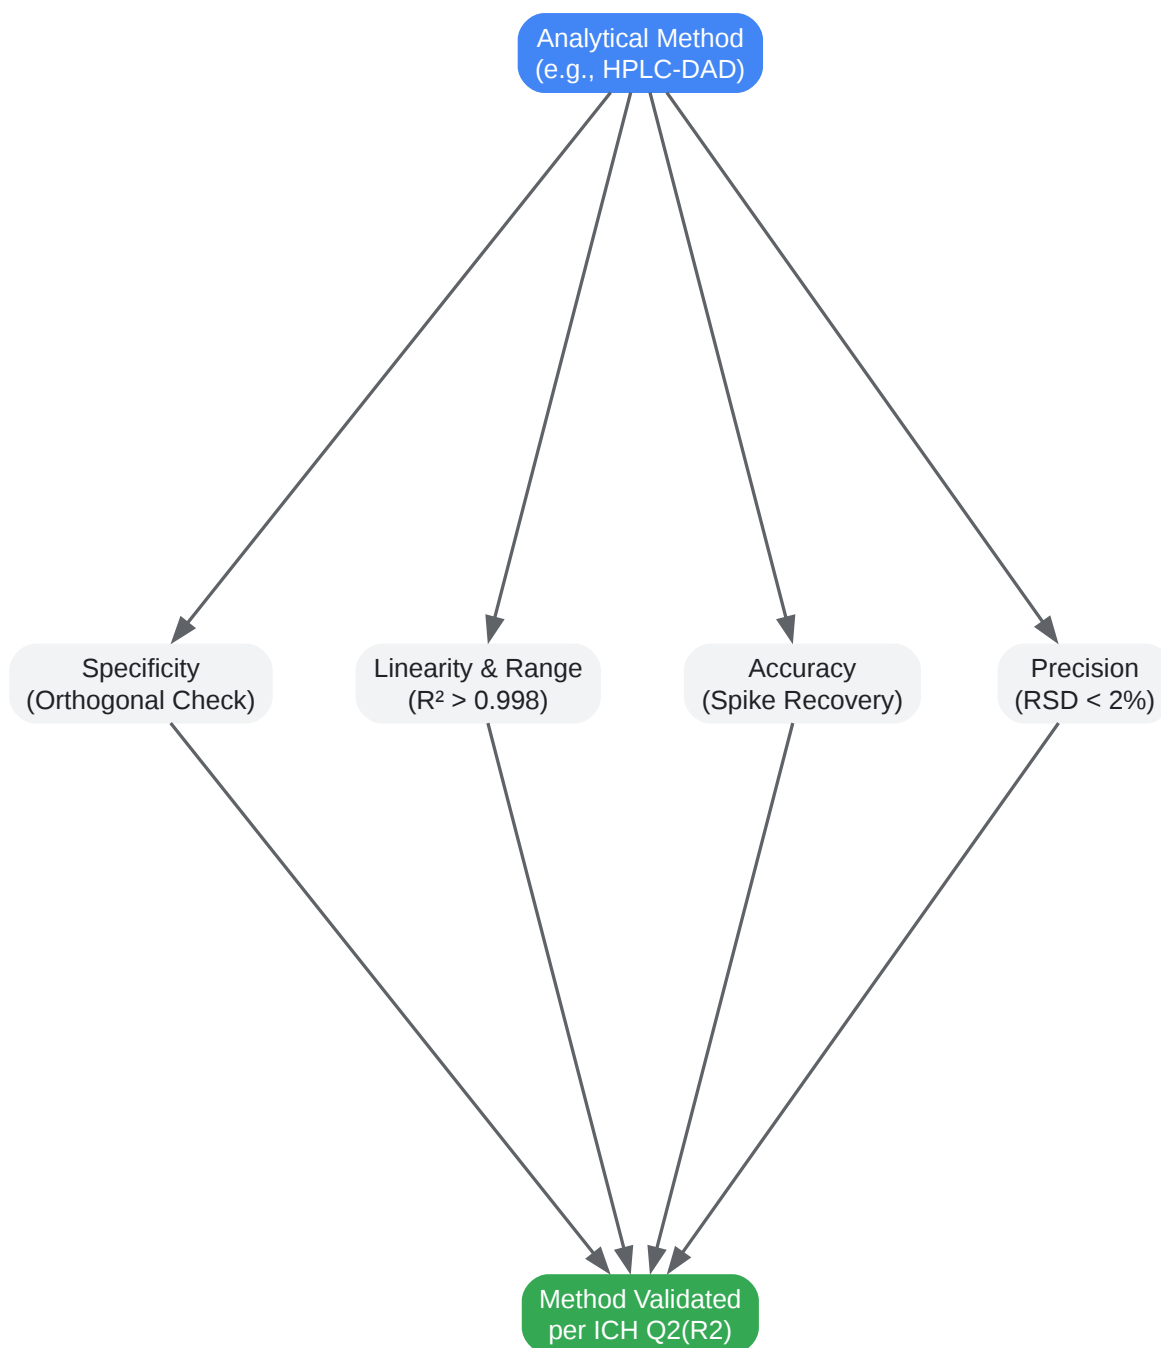 Analytical Method
(e.g., HPLC-DAD)
Specificity
(Orthogonal Check)
Linearity & Range
(R² > 0.998)
Accuracy
(Spike Recovery)
Precision
(RSD < 2%)
Method Validated
per ICH Q2(R2)